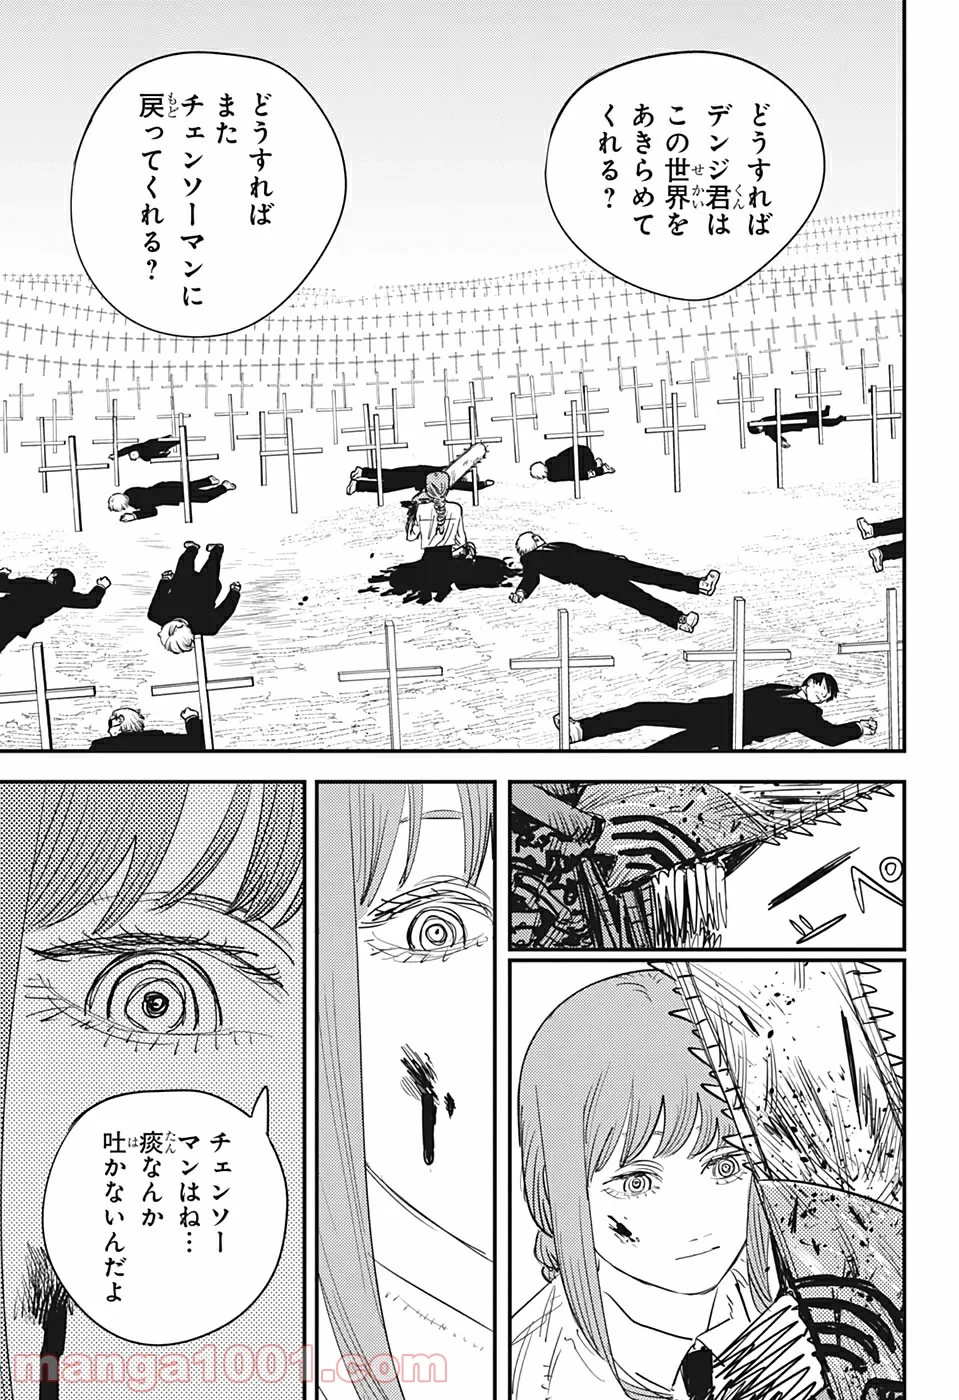 どうすれば
デンジ君は
この世界を
あきらめて
くれる？
どうすれば
また
チェンソーマンに
戻ってくれる？
ペッ
チェンソー
マンはね…
痰なんか
吐かないんだよ
manga1001.com